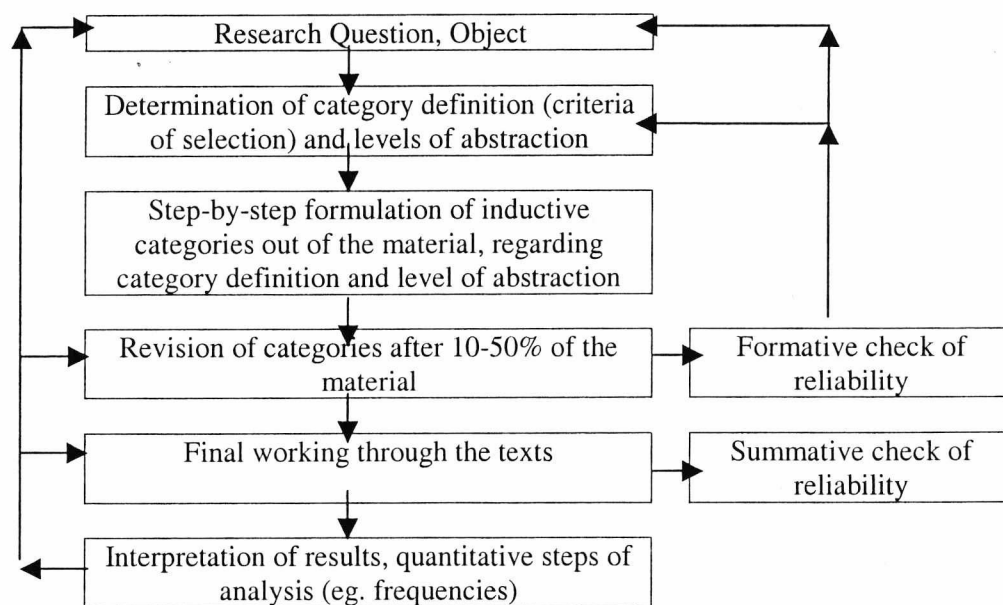 Research Question, Object
Determination of category definition (criteria
of selection) and levels of abstraction
Step-by-step formulation of inductive
categories out of the material, regarding
category definition and level of abstraction
Revision of categories after 10-50% of the
material
Formative check of
reliability
Final working through the texts
Summative check of
reliability
Interpretation of results, quantitative steps of
analysis (eg. frequencies)